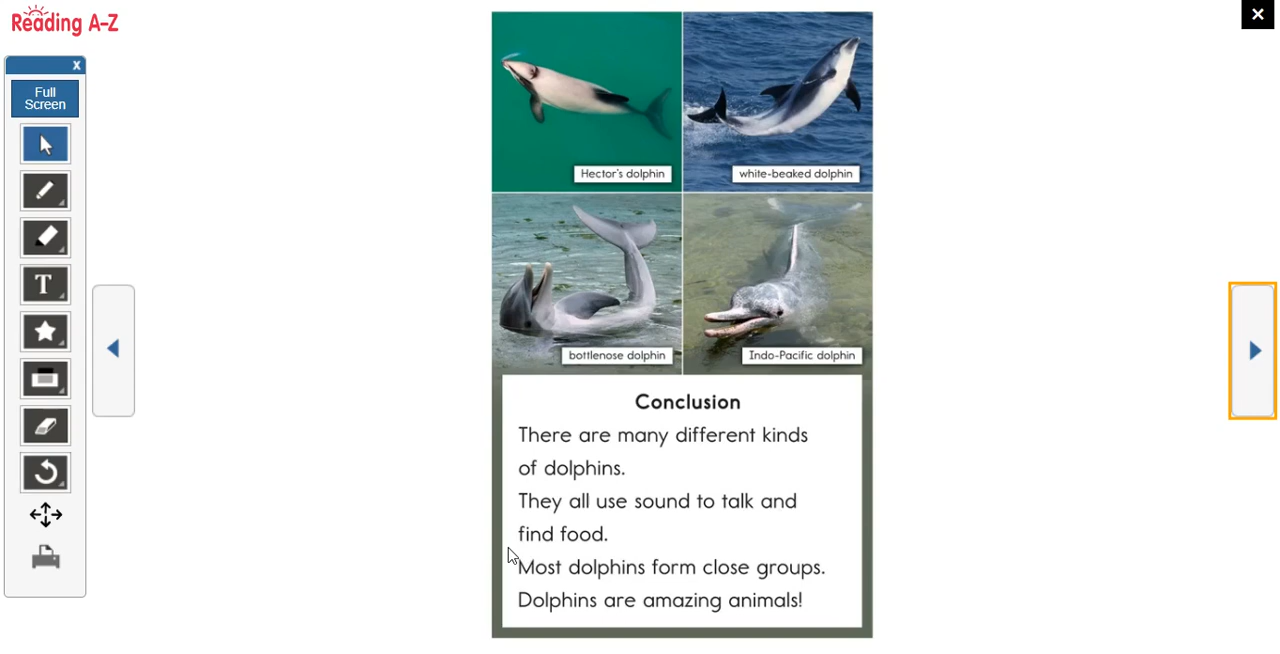 Reading A-Z
x
Full
Screen
T
Hector's dolphin
white-beaked dolphin
bottlenose dolphin
Indo-Pacific dolphin
Conclusion
There are many different kinds
of dolphins.
They all use sound to talk and
find food.
Most dolphins form close groups.
Dolphins are amazing animals!